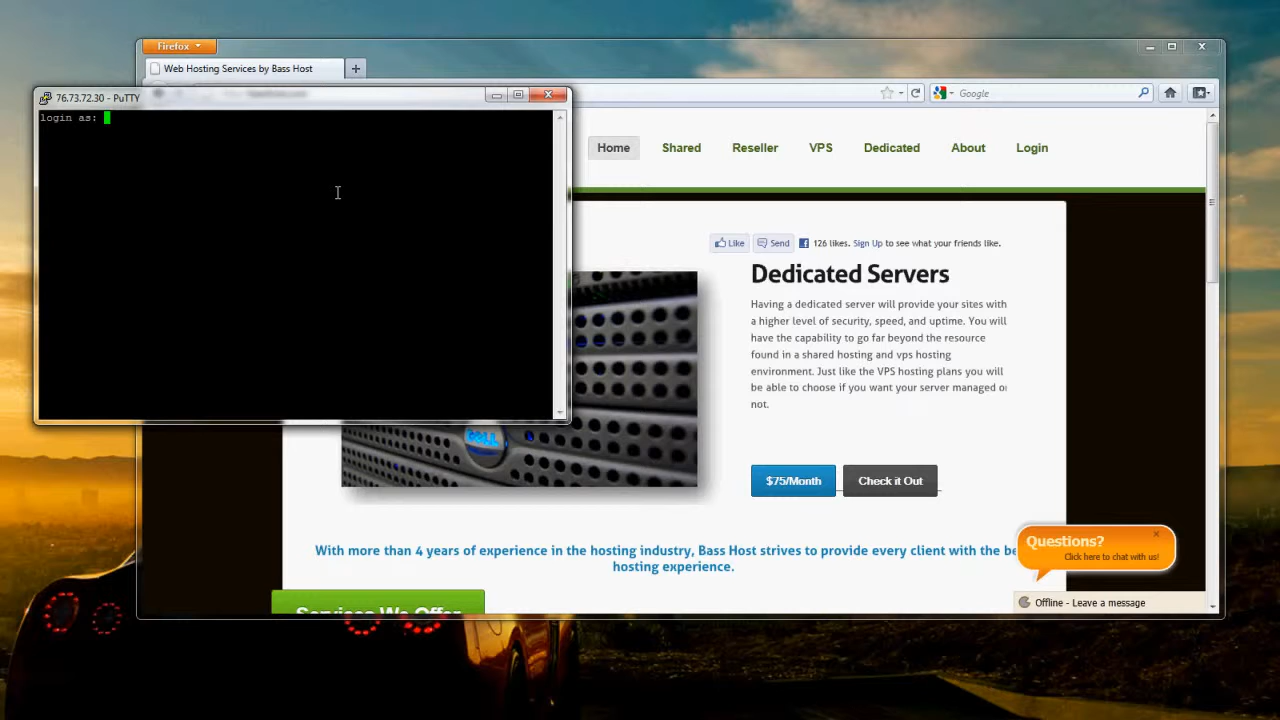 Firefox
Web Hosting Services by Bass Host
76.73.72.30 - PuTTY
Google
login as:
Home
Shared
Reseller
VPS
Dedicated
About
Login
Like
Send
126 likes. Sign Up to see what your friends like.
Dedicated Servers
Having a dedicated server will provide your sites with
a higher level of security, speed, and uptime. You will
have the capability to go far beyond the resource
found in a shared hosting and vps hosting
environment. Just like the VPS hosting plans you will
be able to choose if you want your server managed or
not.
DELL
$75/Month
Check it Out
With more than 4 years of experience in the hosting industry, Bass Host strives to provide every client with the be
hosting experience.
Questions?
Click here to chat with us!
Services We Offer
Offline - Leave a message